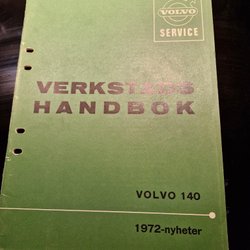 VOLVO
SERVICE
VERKSTADS
HANDBOK
VOLVO 140
1972-nyheter